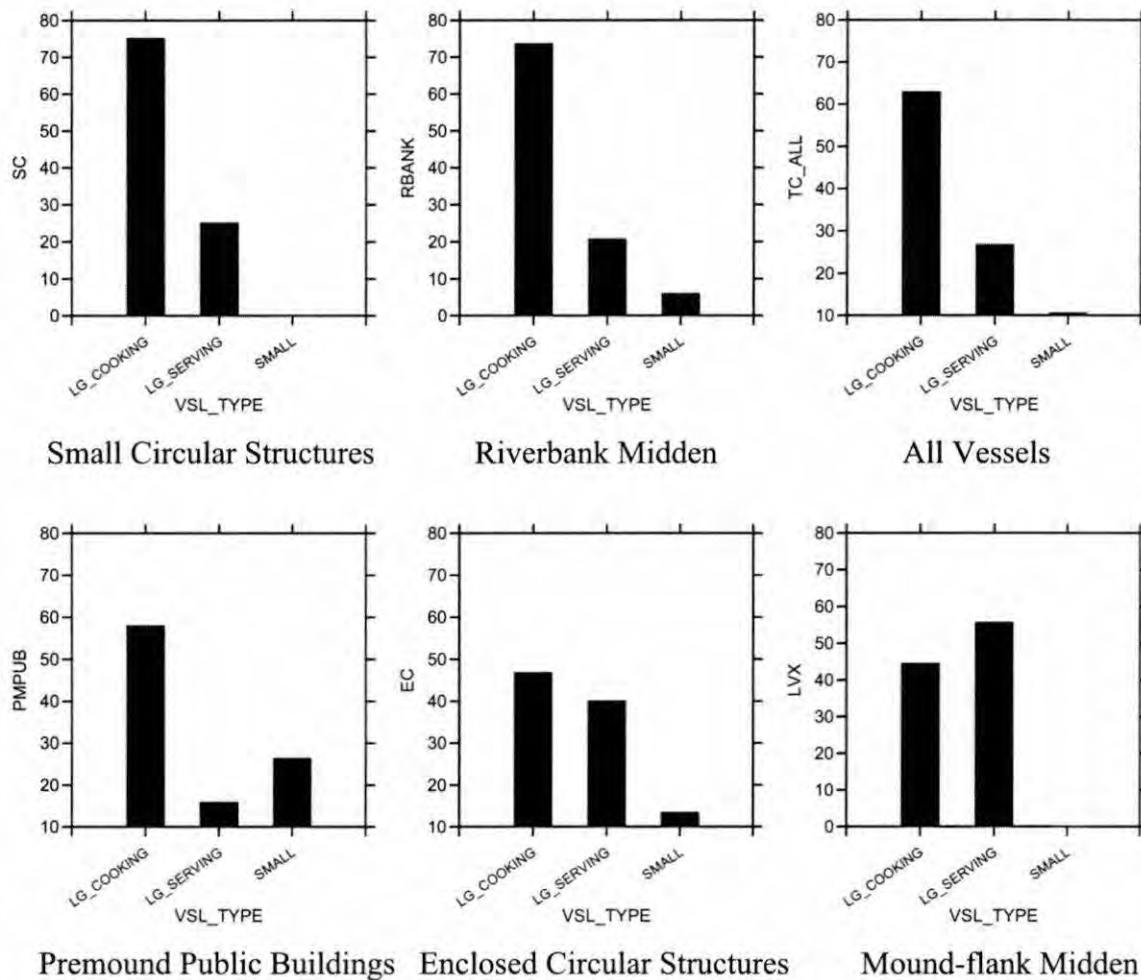 80
70
60
50
40
30
20
10
0
SC
LG_COOKING
LG_SERVING
SMALL
VSL_TYPE
Small Circular Structures
80
70
60
50
40
30
20
10
0
RBANK
LG_COOKING
LG_SERVING
SMALL
VSL_TYPE
Riverbank Midden
80
70
60
50
40
30
20
10
TC_ALL
LG_COOKING
LG_SERVING
SMALL
VSL_TYPE
All Vessels
80
70
60
50
40
30
20
10
PMPUB
LG_COOKING
LG_SERVING
SMALL
VSL_TYPE
Premound Public Buildings
80
70
60
50
40
30
20
10
EC
LG_COOKING
LG_SERVING
SMALL
VSL_TYPE
Enclosed Circular Structures
80
70
60
50
40
30
20
10
0
LVX
LG_COOKING
LG_SERVING
SMALL
VSL_TYPE
Mound-flank Midden